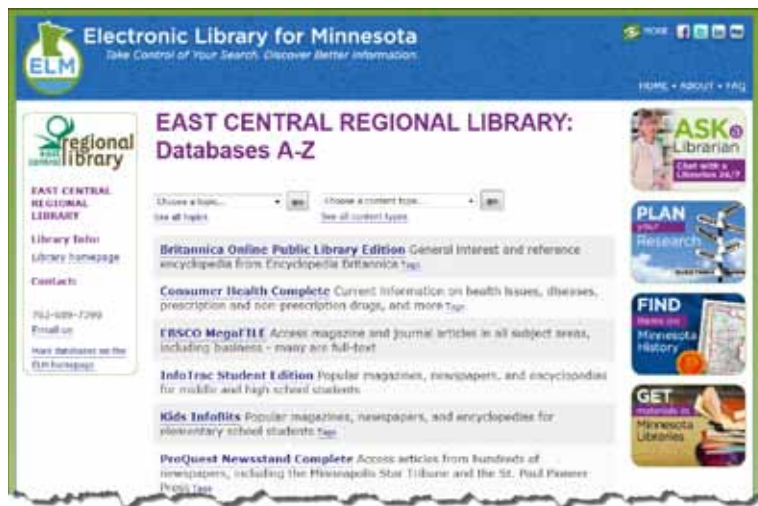 Electronic Library for Minnesota
Take Control of Your Search. Discover Better Information.
ELM
HOME • ABOUT • FAQ
east central regional library
EAST CENTRAL
REGIONAL
LIBRARY
Library Info:
Library homepage
Contact:
Email us
More databases on the
ELM homepage
EAST CENTRAL REGIONAL LIBRARY:
Databases A-Z
Choose a topic... go
Choose a content type... go
See all topics
See all content types
Britannica Online Public Library Edition General interest and reference
encyclopedia from Encyclopedia Britannica Tags
Consumer Health Complete Current information on health issues, diseases,
prescription and non-prescription drugs, and more Tags
EBSCO MegaFILE Access magazine and journal articles in all subject areas,
including business - many are full-text
InfoTrac Student Edition Popular magazines, newspapers, and encyclopedias
for middle and high school students
Kids InfoBits Popular magazines, newspapers, and encyclopedias for
elementary school students Tags
ProQuest Newsstand Complete Access articles from hundreds of
newspapers, including the Minneapolis Star Tribune and the St. Paul Pioneer
Press Tags
ASK a
Librarian
Chat with a
Librarian 24/7
PLAN
your
Research
FIND
items on
Minnesota
History
GET
materials in
Minnesota
Libraries